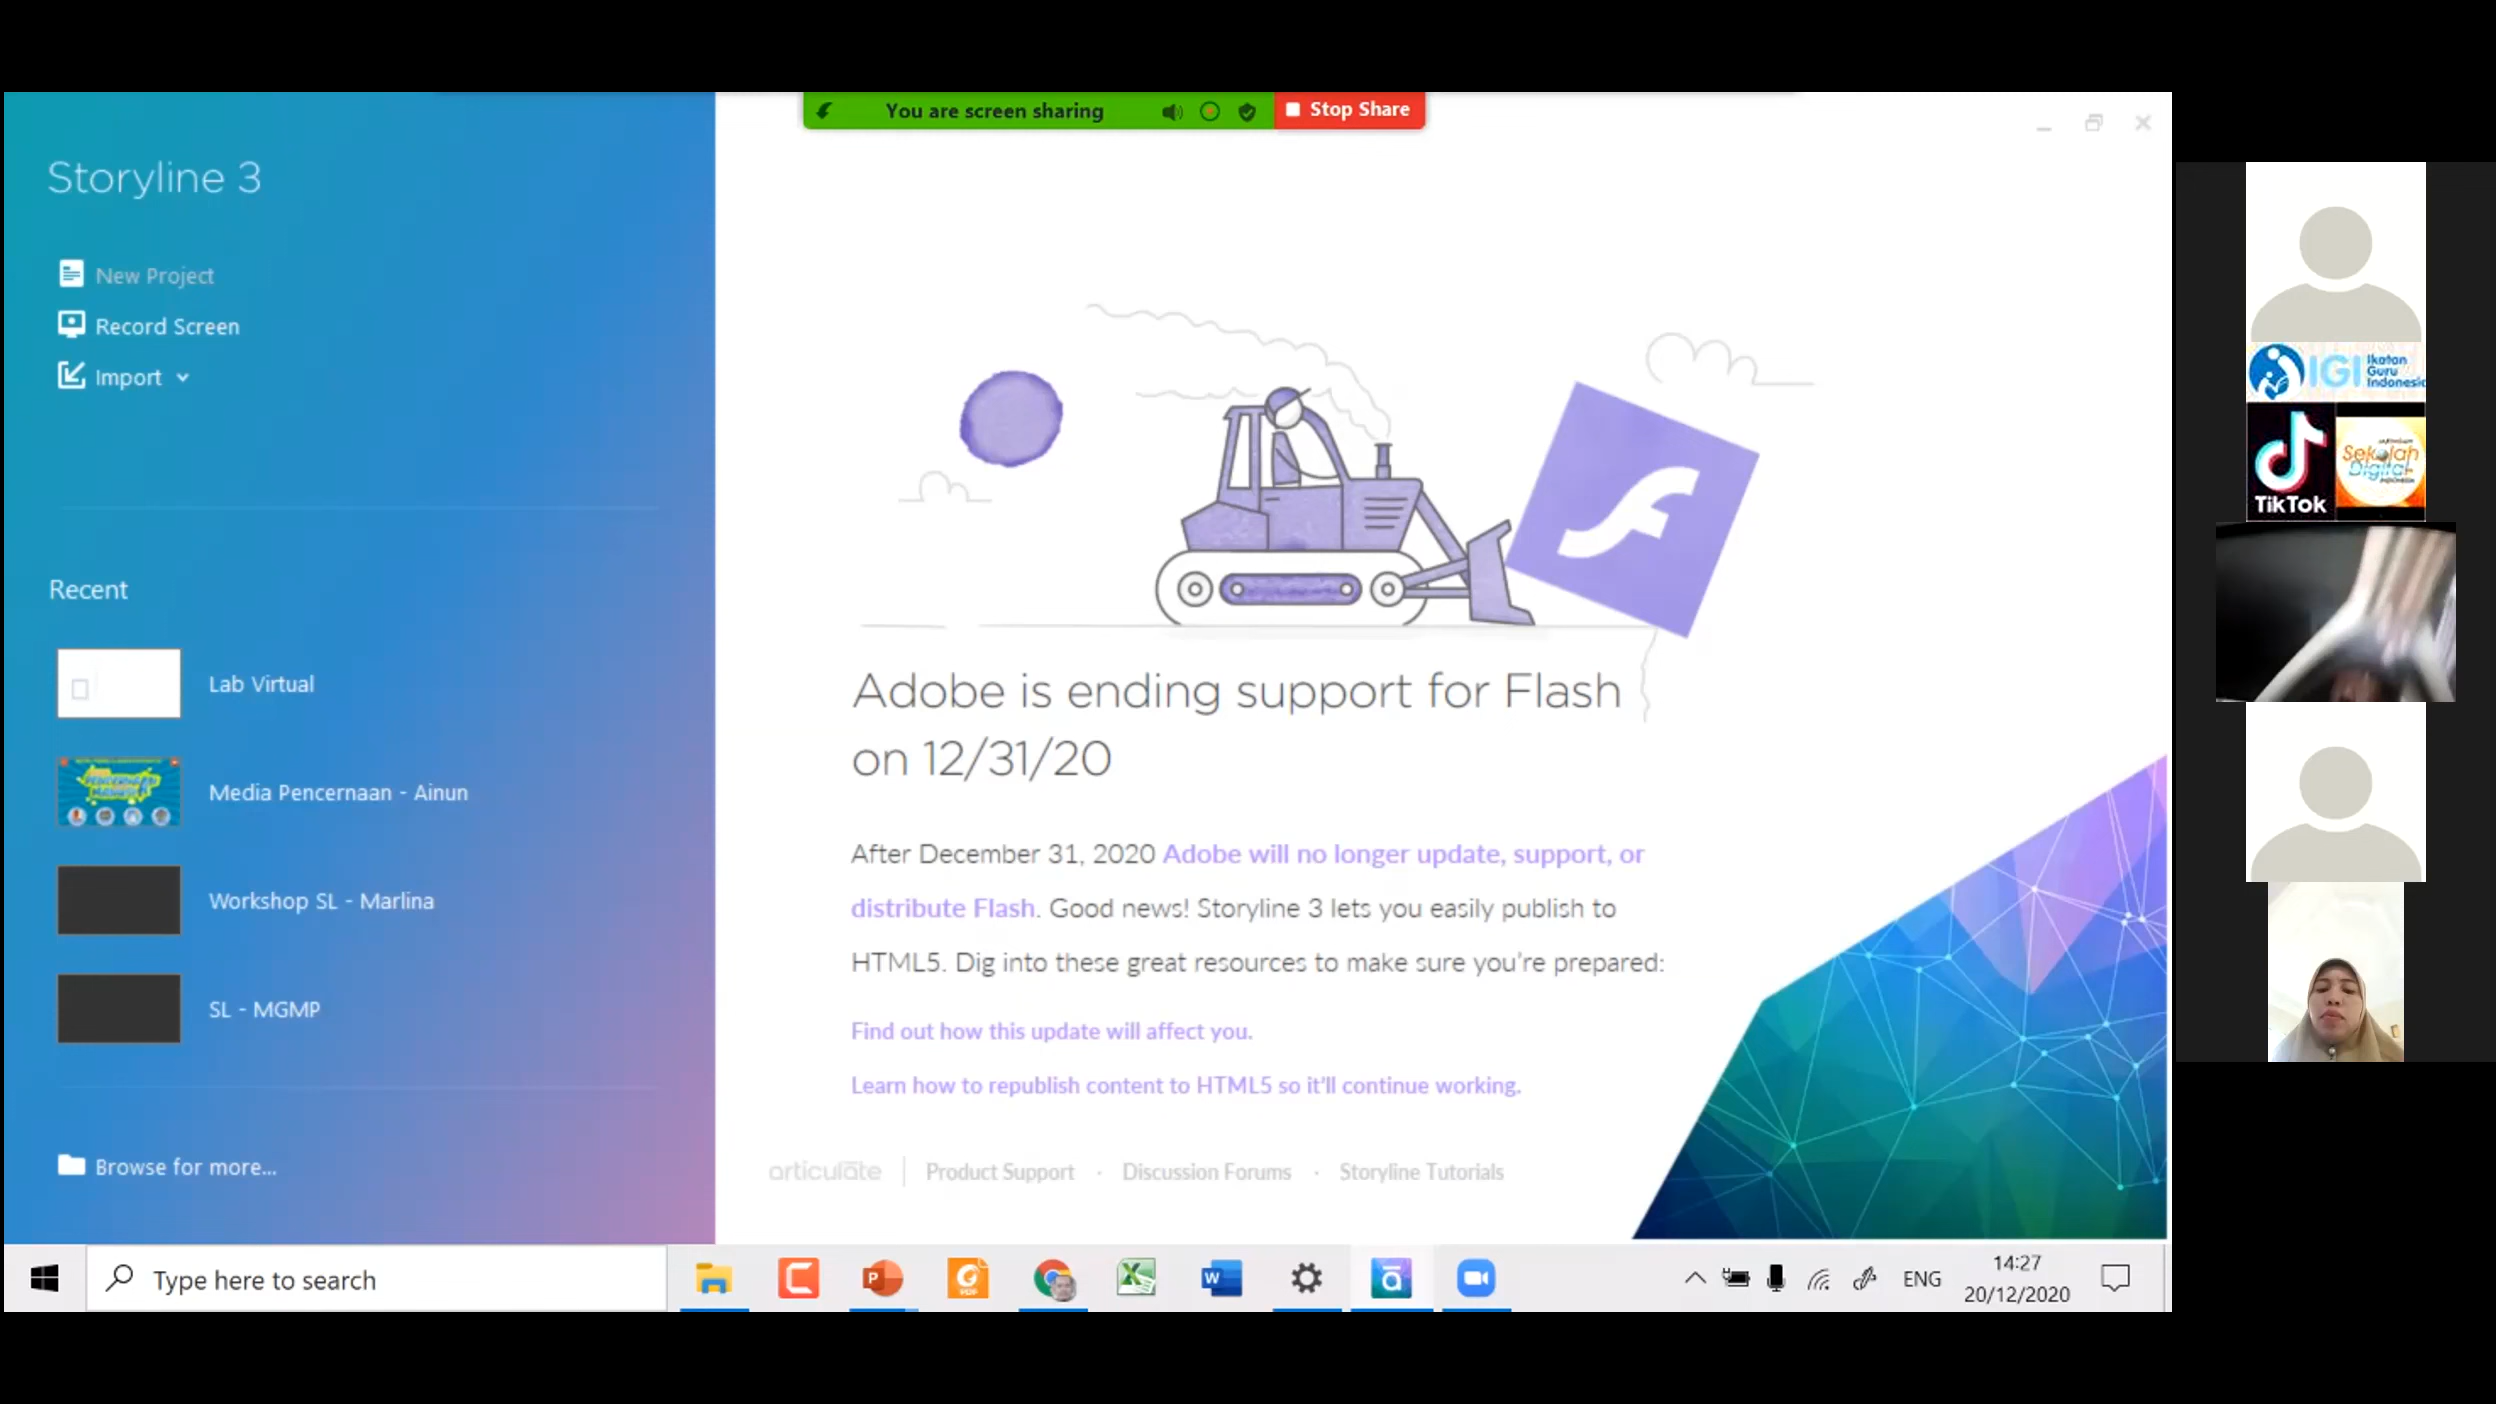 You are screen sharing
Stop Share
Storyline 3
New Project
Record Screen
Import
Recent
Lab Virtual
Media Pencernaan - Ainun
Workshop SL - Marlina
SL - MGMP
Browse for more...
Adobe is ending support for Flash
on 12/31/20
After December 31, 2020 Adobe will no longer update, support, or
distribute Flash. Good news! Storyline 3 lets you easily publish to
HTML5. Dig into these great resources to make sure you're prepared:
Find out how this update will affect you.
Learn how to republish content to HTML5 so it'll continue working.
articulate
Product Support · Discussion Forums · Storyline Tutorials
IGI Ikatan
Guru
Indonesia
TikTok
Sekolah
Digital
Type here to search
PDF
ENG
14:27
20/12/2020